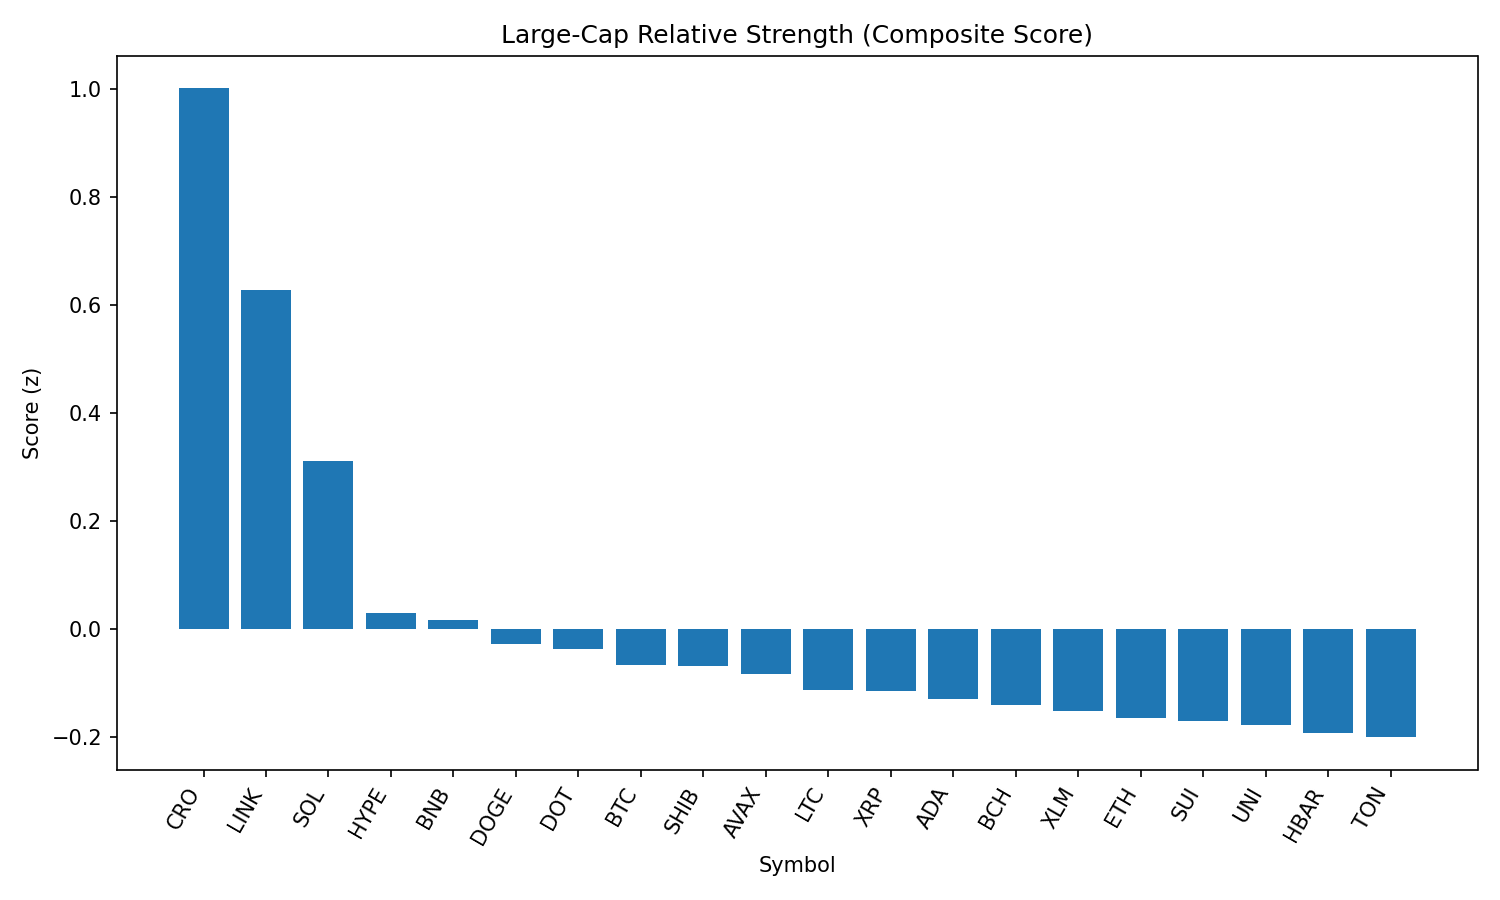 Large-Cap Relative Strength (Composite Score)
1.0
0.8
0.6
0.4
0.2
0.0
−0.2
Score (z)
CRO
LINK
SOL
HYPE
BNB
DOGE
DOT
BTC
SHIB
AVAX
LTC
XRP
ADA
BCH
XLM
ETH
SUI
UNI
HBAR
TON
Symbol